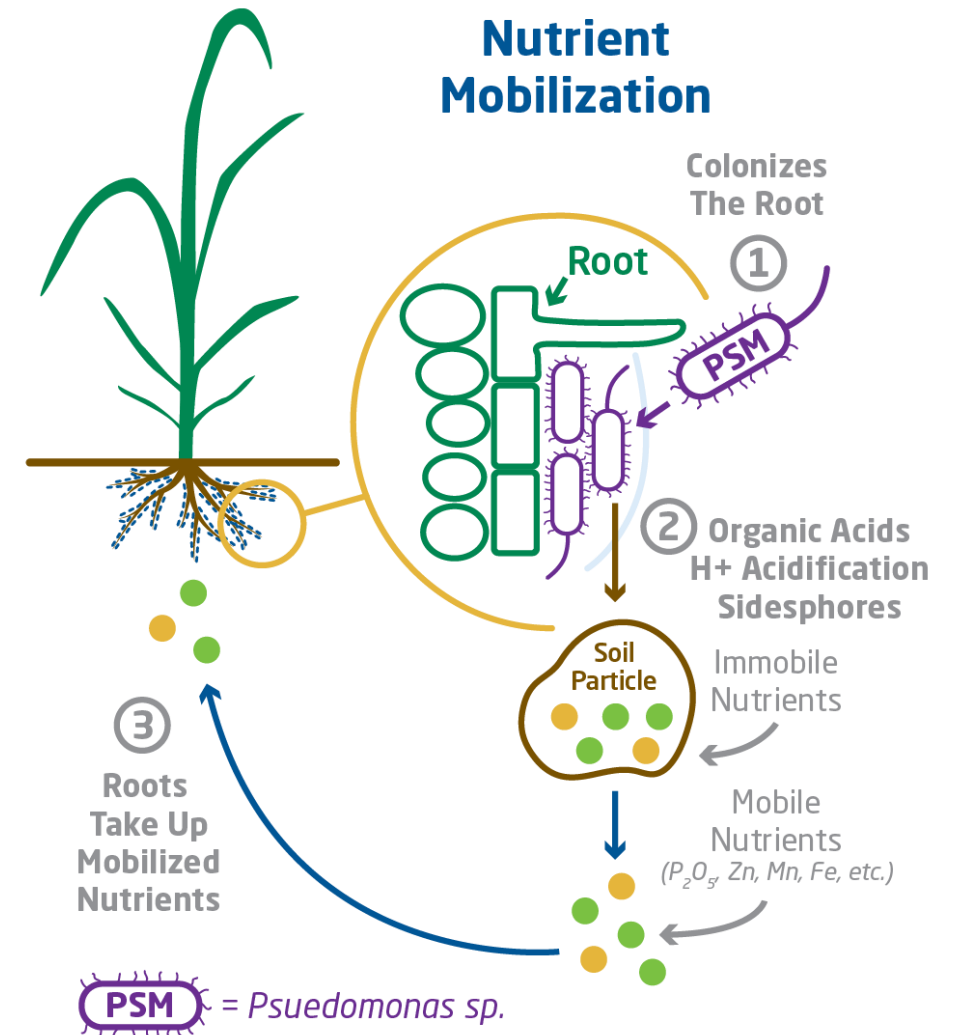 Nutrient
Mobilization
Colonizes
The Root
1
Root
PSM
2
Organic Acids
H+ Acidification
Sidesphores
Soil
Particle
Immobile
Nutrients
Mobile
Nutrients
(P₂O₅, Zn, Mn, Fe, etc.)
3
Roots
Take Up
Mobilized
Nutrients
PSM = Psuedomonas sp.